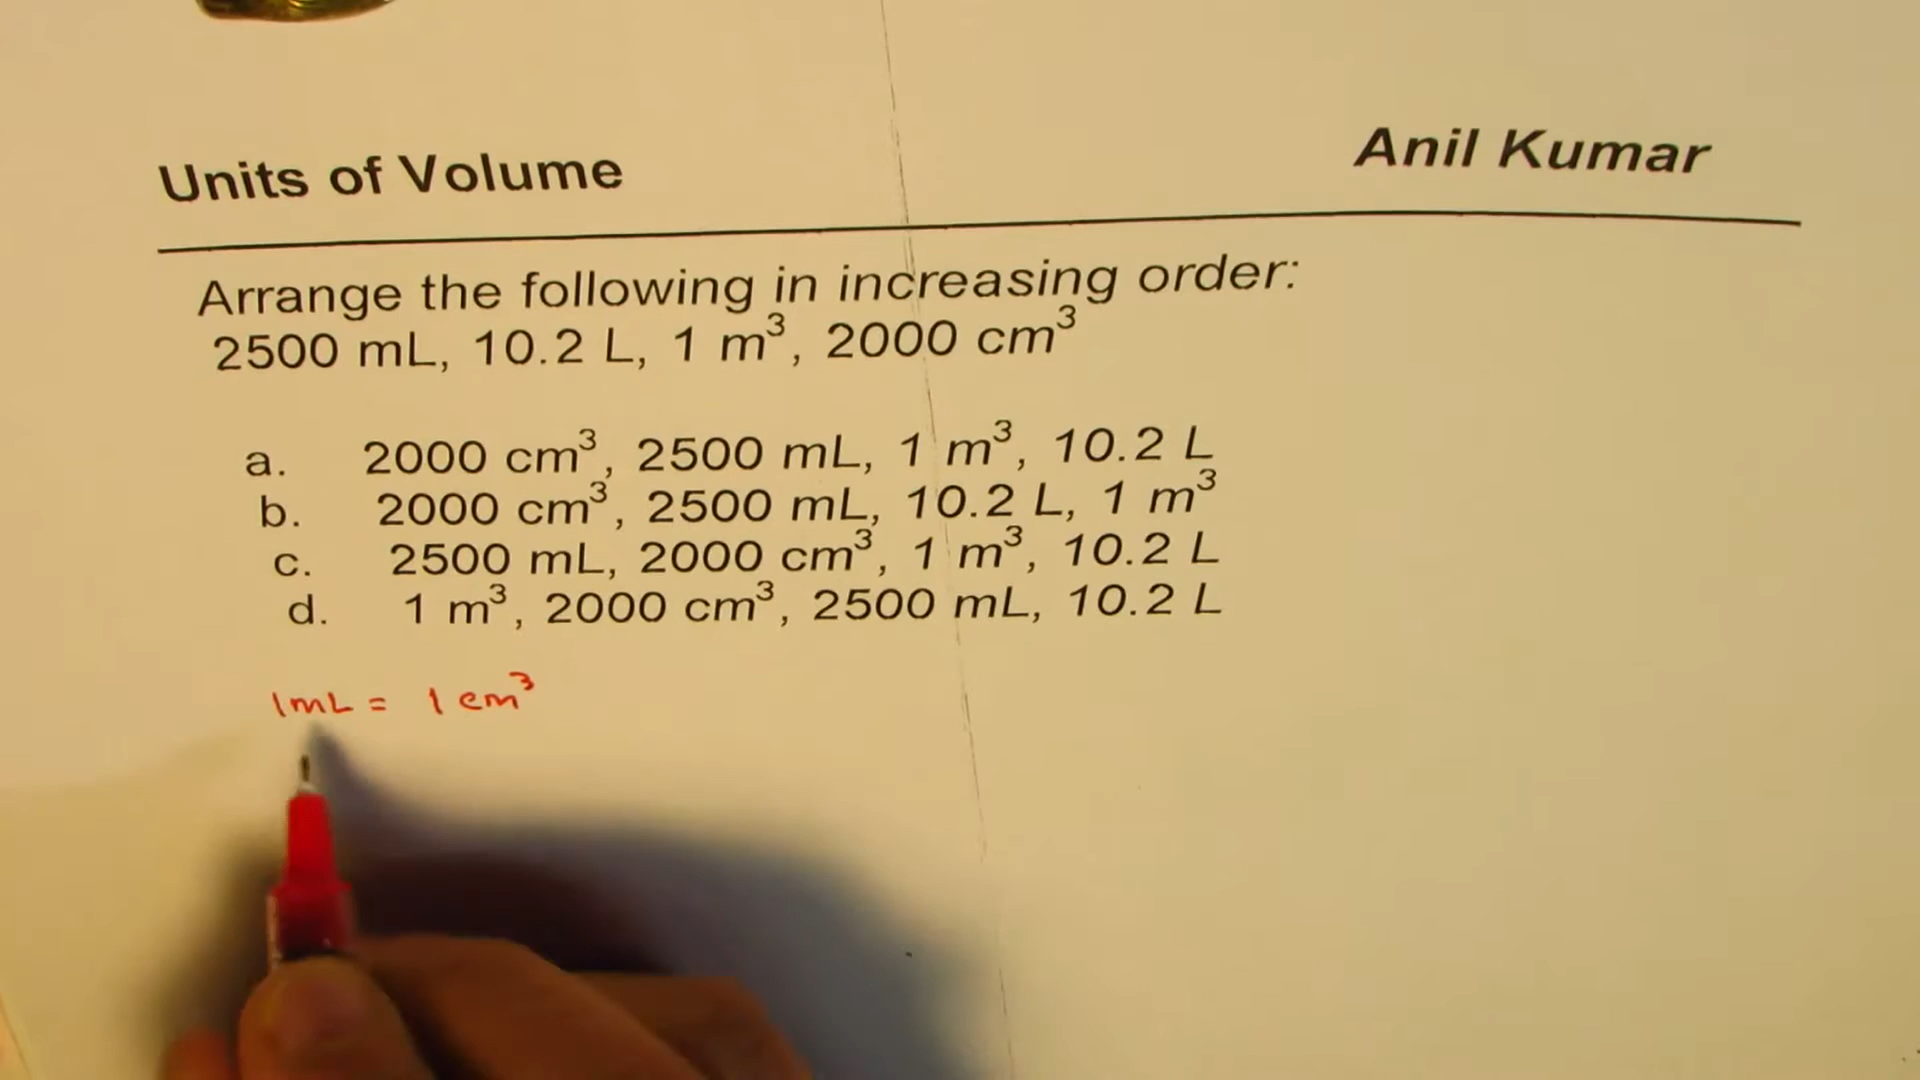 Units of Volume
Anil Kumar
Arrange the following in increasing order:
2500 mL, 10.2 L, 1 m³, 2000 cm³
a. 2000 cm³, 2500 mL, 1 m³, 10.2 L
b. 2000 cm³, 2500 mL, 10.2 L, 1 m³
c. 2500 mL, 2000 cm³, 1 m³, 10.2 L
d. 1 m³, 2000 cm³, 2500 mL, 10.2 L
1mL = 1 cm³